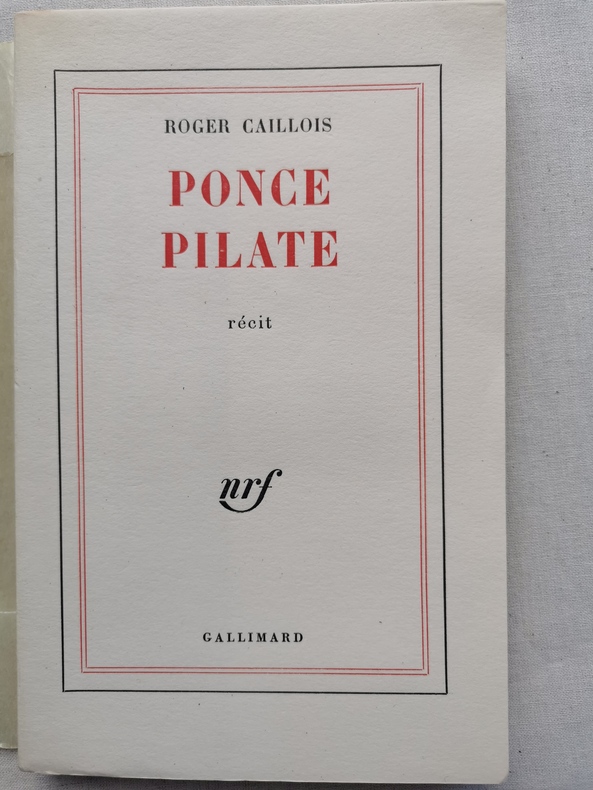 ROGER CAILLOIS
PONCE
PILATE
récit
nrf
GALLIMARD